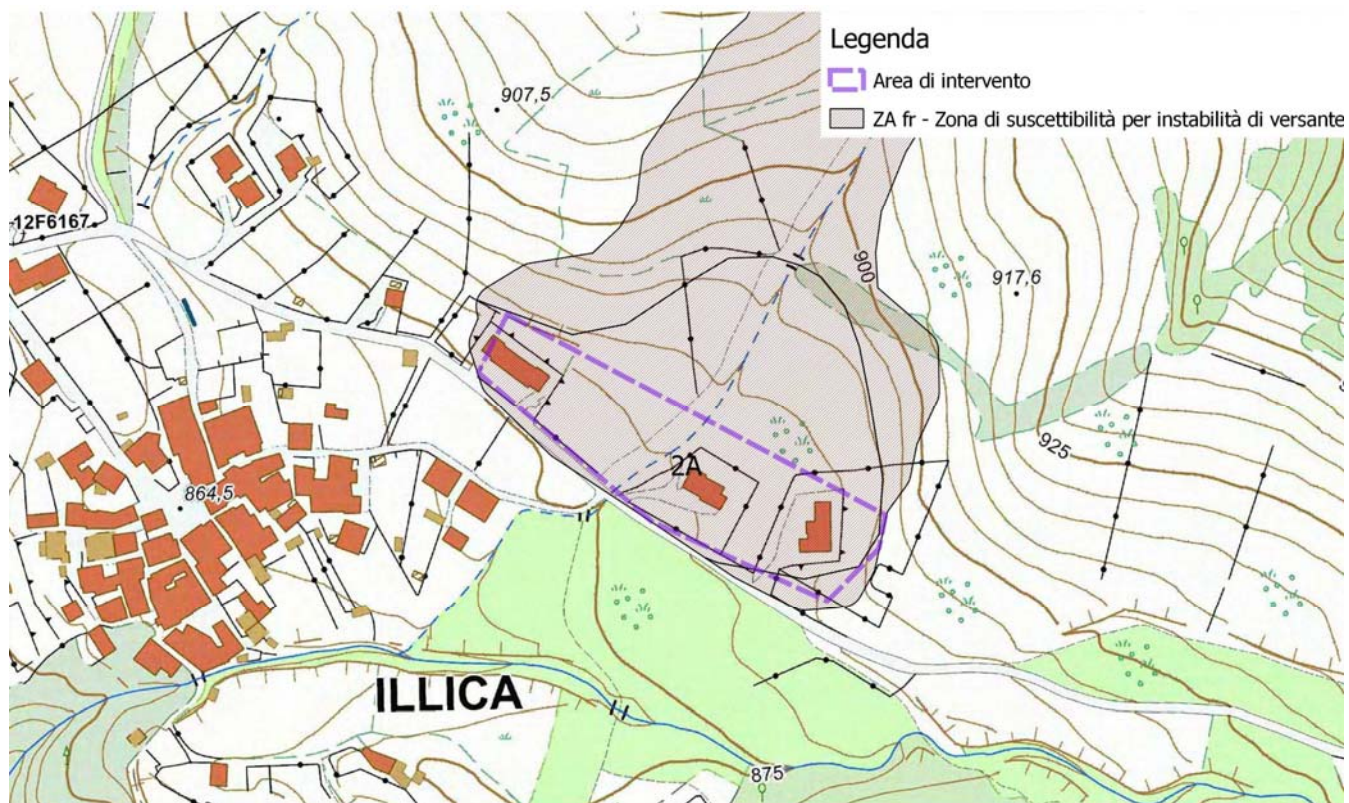 Legenda
Area di intervento
ZA fr - Zona di suscettibilità per instabilità di versante
907,5
12F6167
900
917,6
925
2A
864,5
ILLICA
875